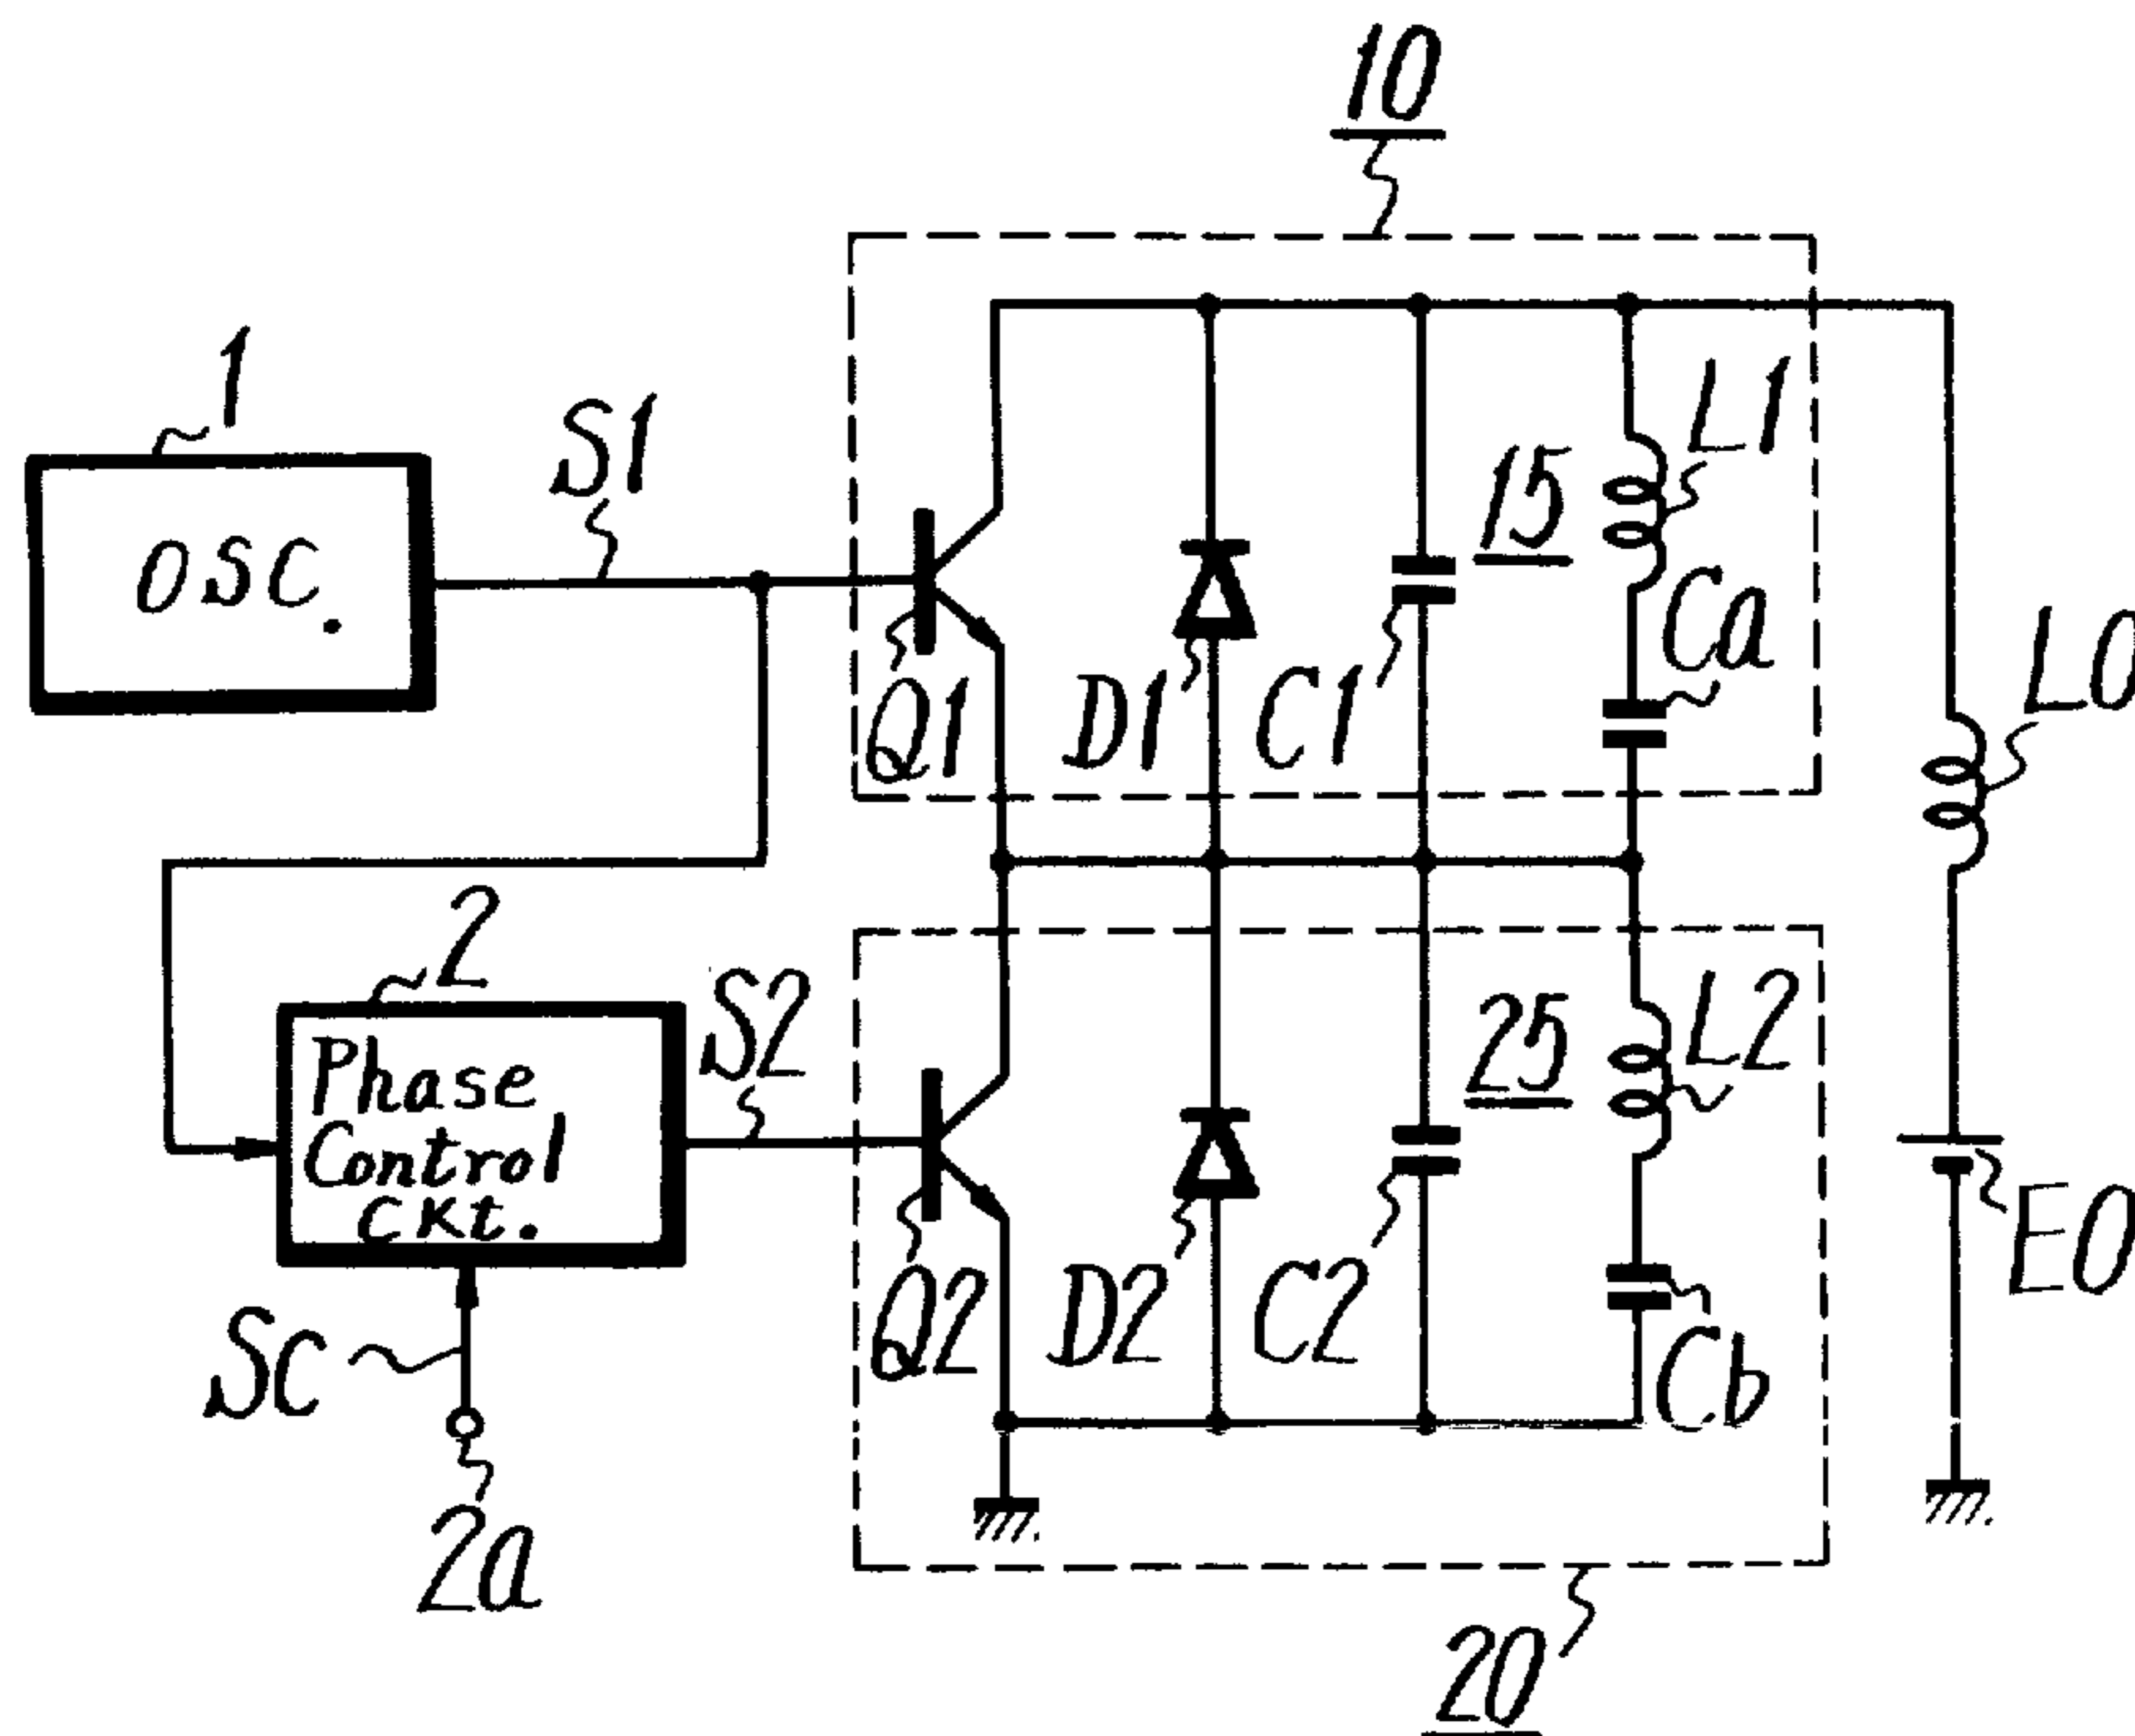 10
1
S1
OSC.
L1
15
Ca
Q1
D1
C1
L0
2
S2
L2
25
Phase
Control
CKt.
Q2
D2
C2
E0
Cb
SC
2a
20